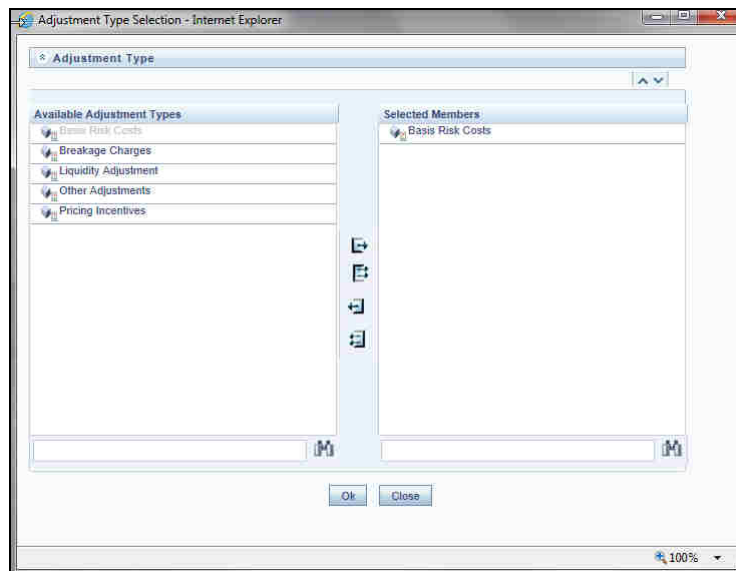 Adjustment Type Selection - Internet Explorer
Adjustment Type
Available Adjustment Types
Basis Risk Costs
Breakage Charges
Liquidity Adjustment
Other Adjustments
Pricing Incentives
Selected Members
Basis Risk Costs
Ok
Close
100%